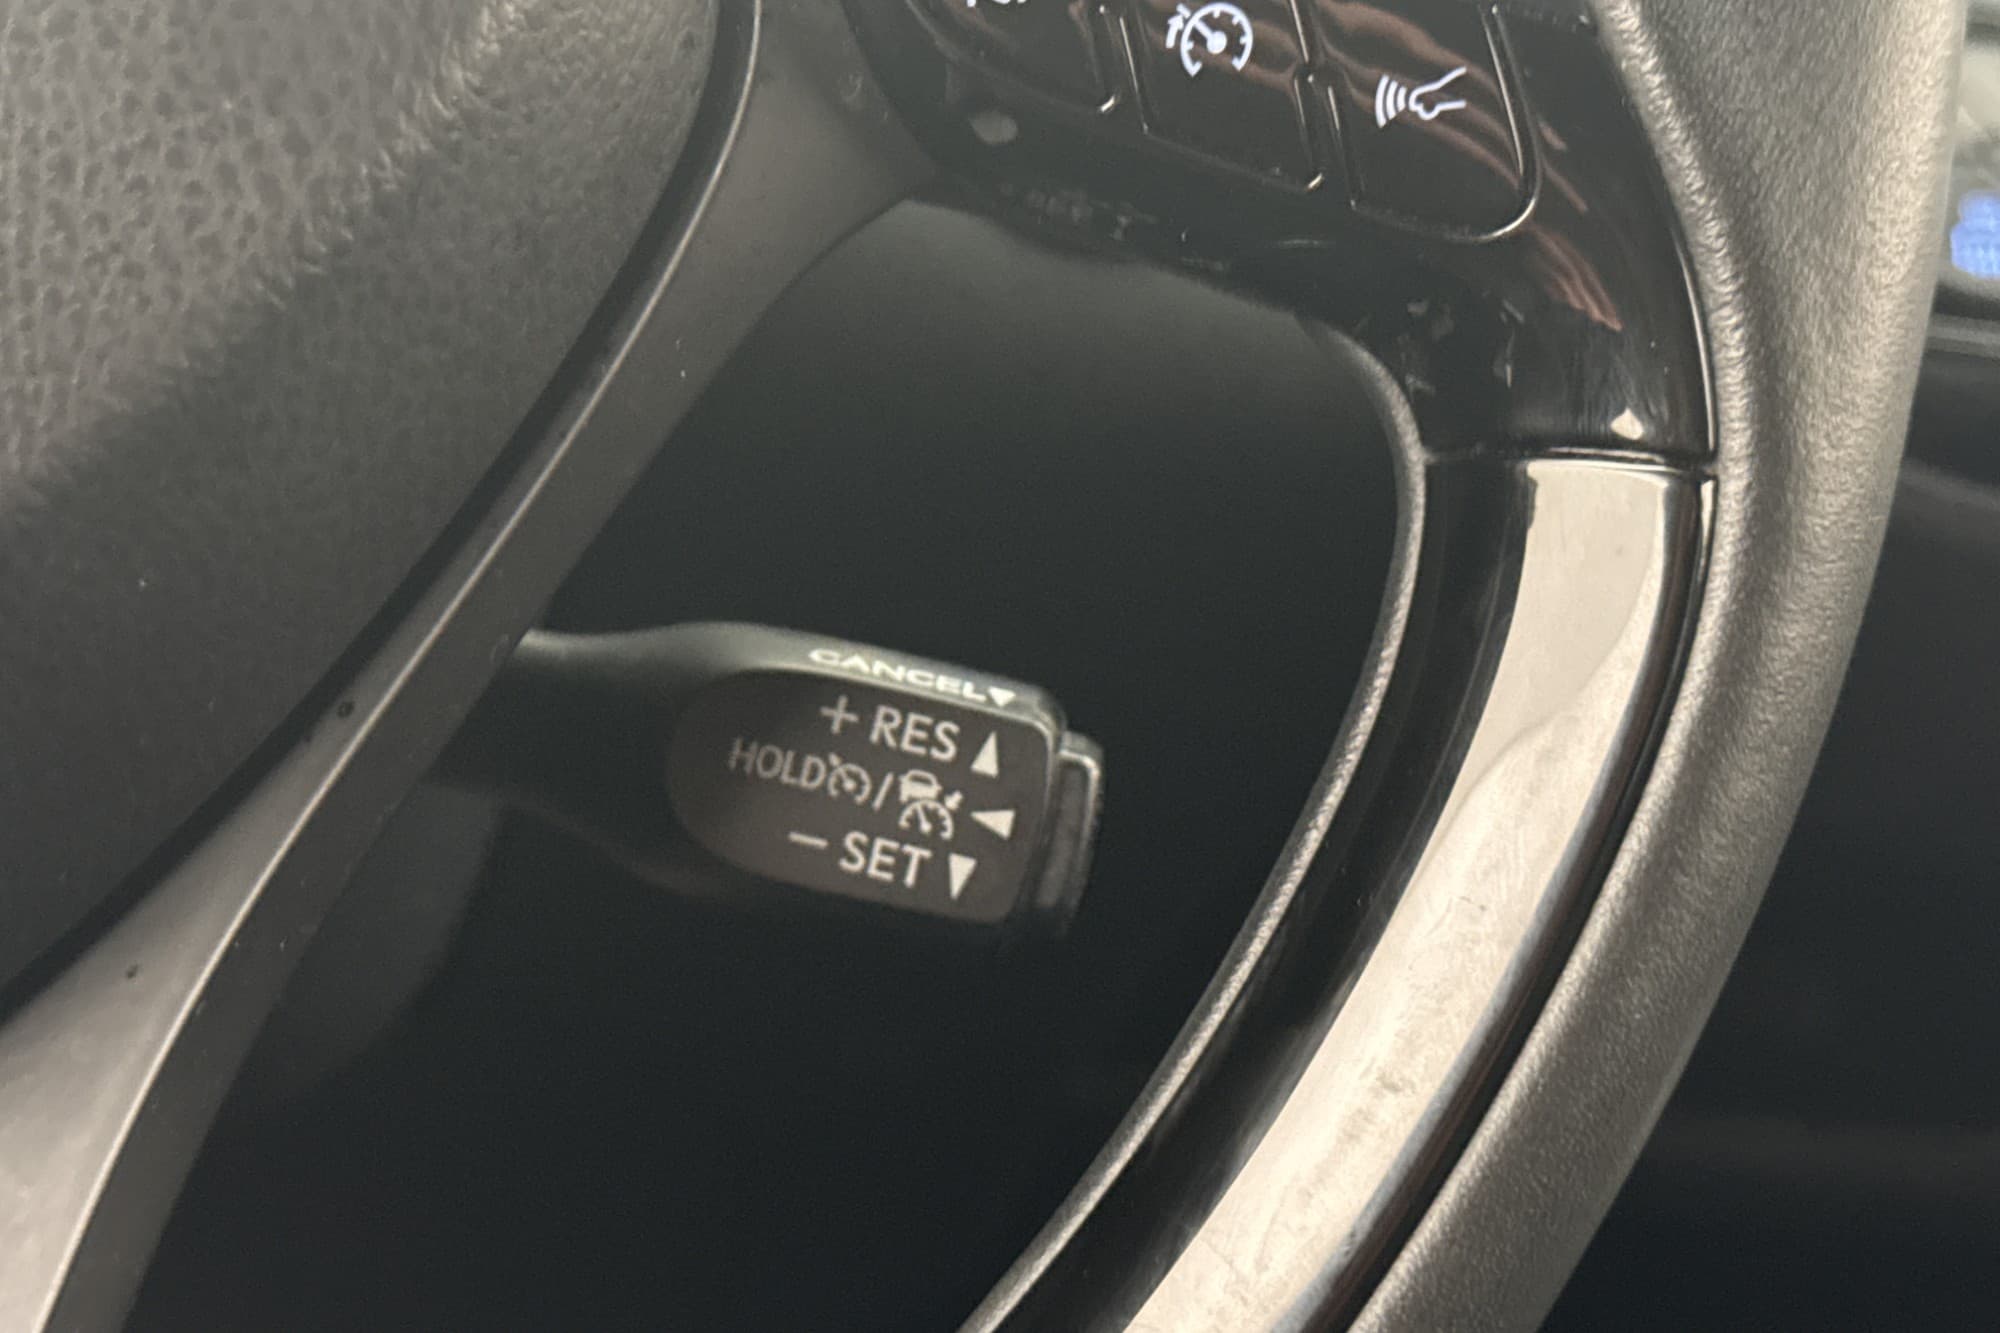 CANCEL▼
+ RES ▲
HOLD / ◀
− SET ▼